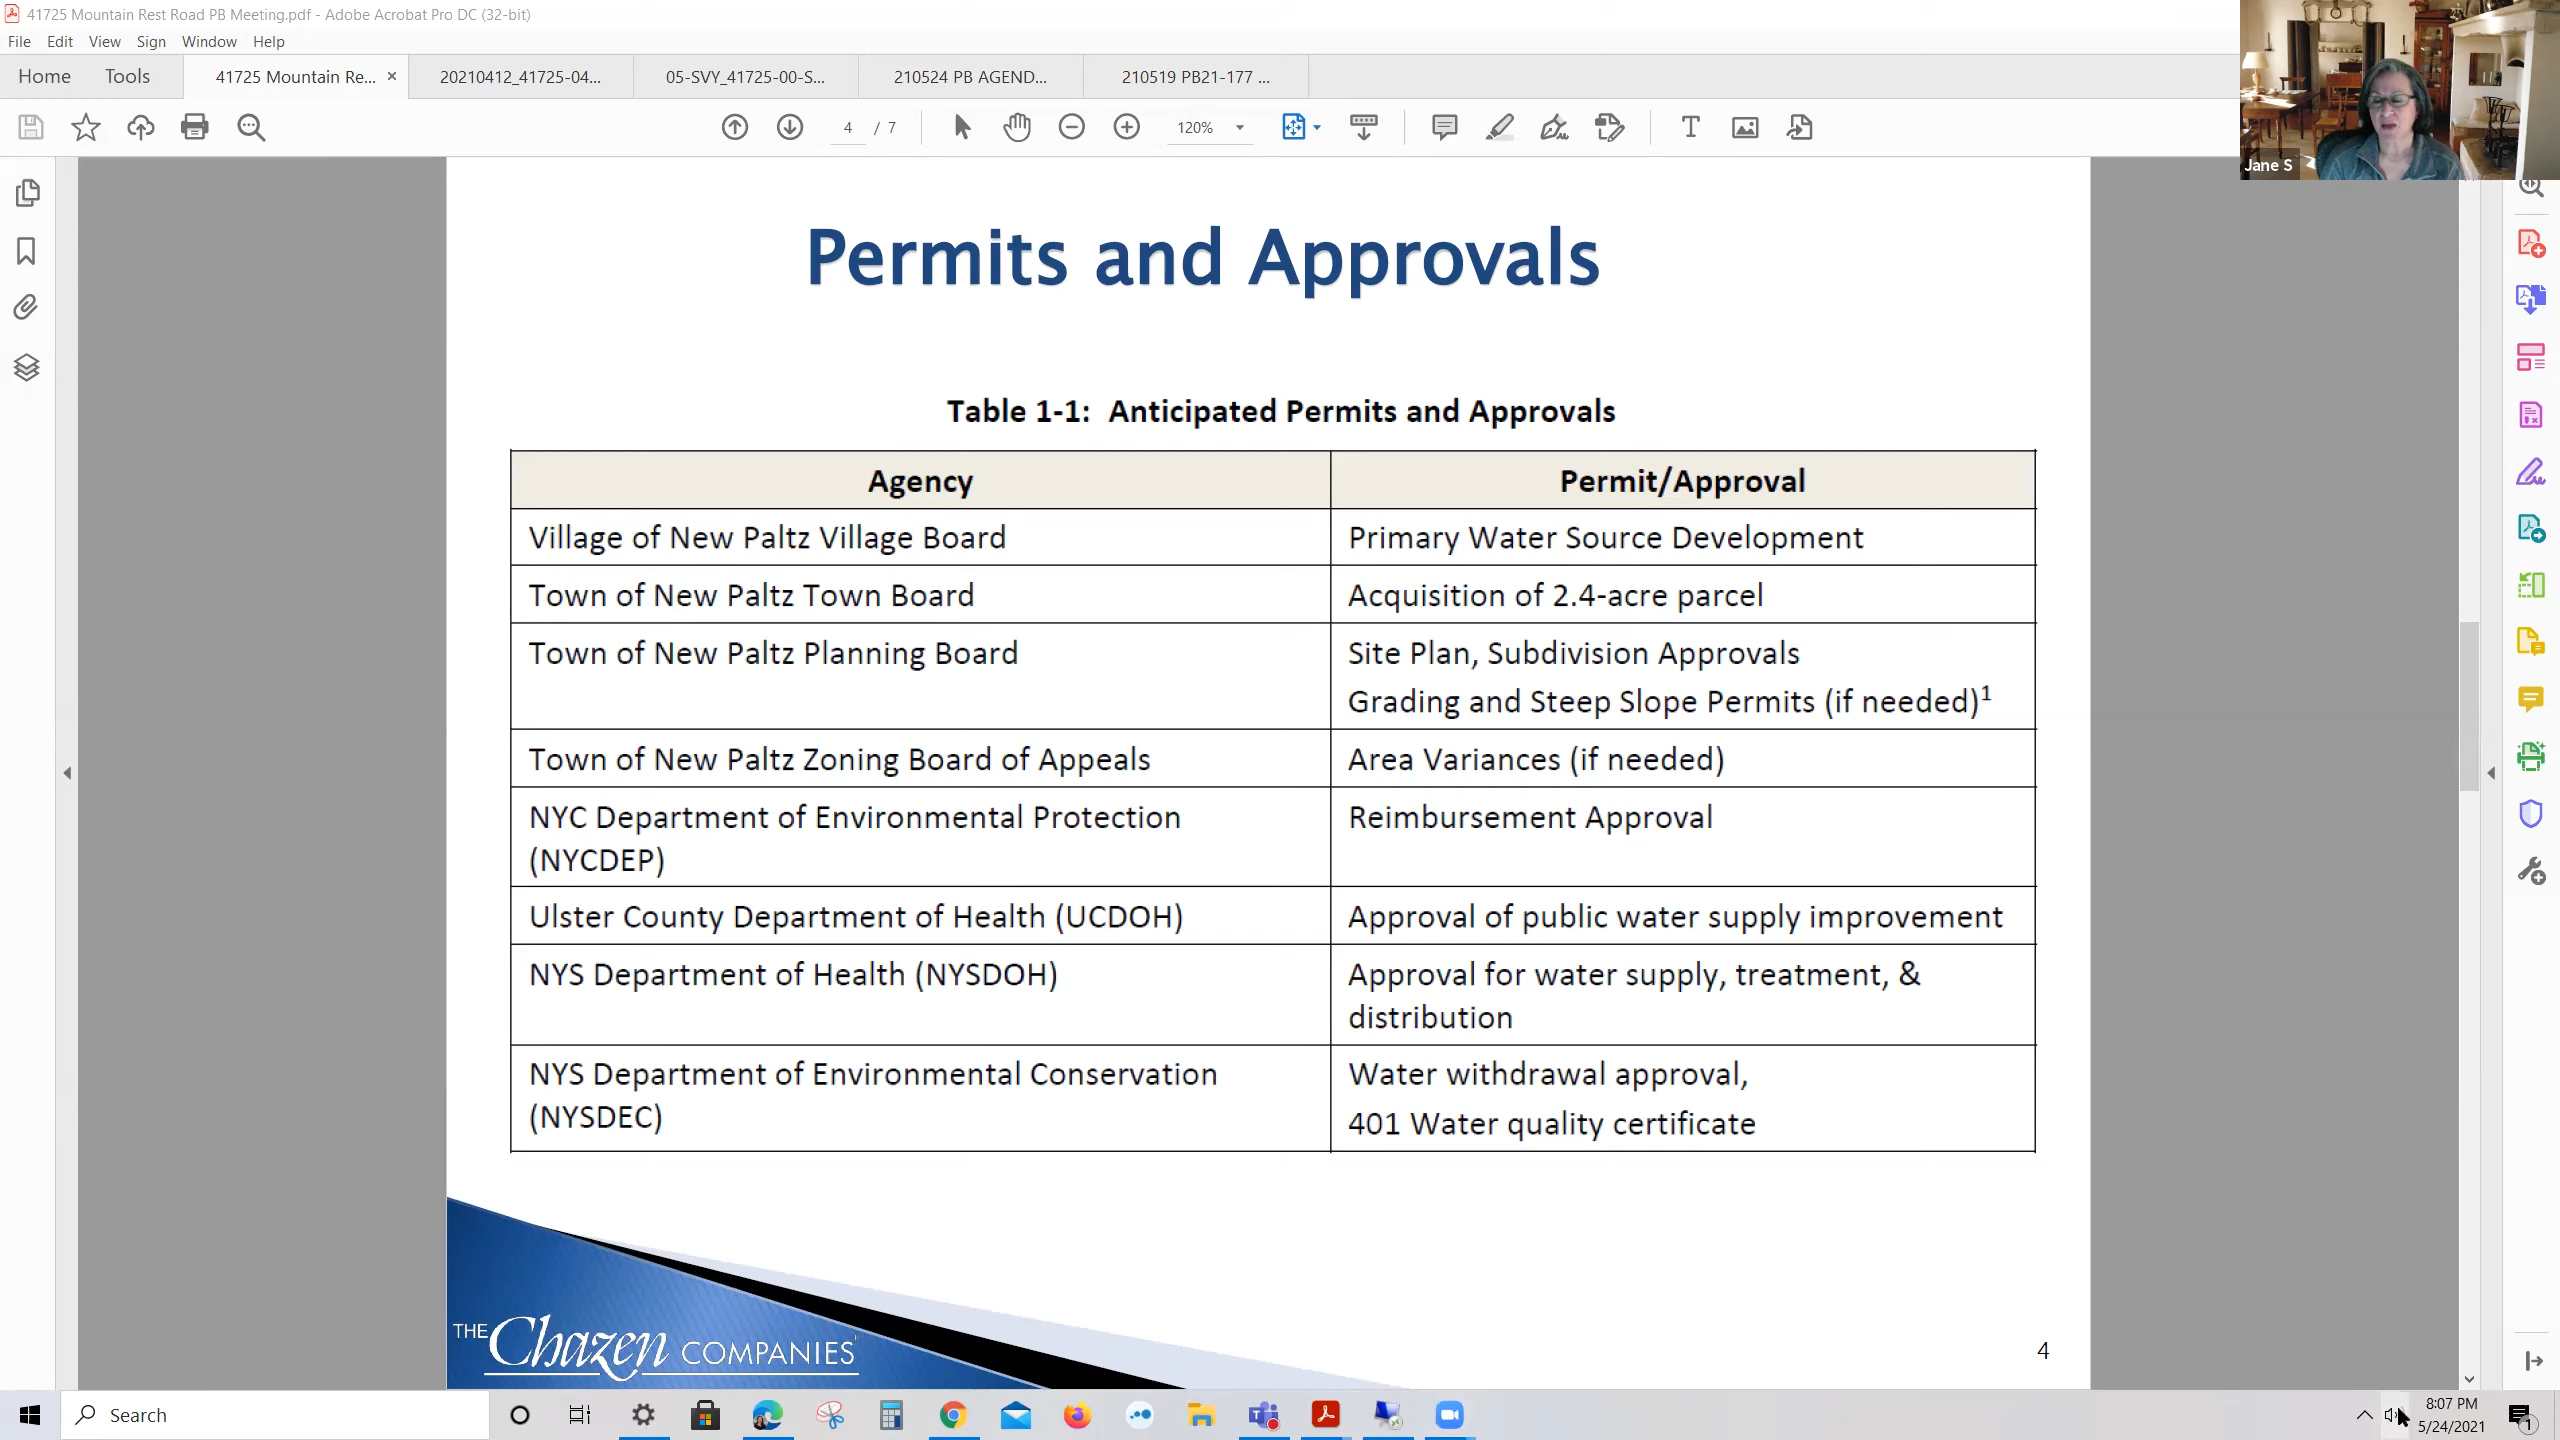 41725 Mountain Rest Road PB Meeting.pdf - Adobe Acrobat Pro DC (32-bit)
File Edit View Sign Window Help
Home Tools 41725 Mountain Re... × 20210412_41725-04... 05-SVY_41725-00-S... 210524 PB AGEND... 210519 PB21-177 ...
4 / 7 120%
Jane S
Permits and Approvals
Table 1-1: Anticipated Permits and Approvals
Agency Permit/Approval
Village of New Paltz Village Board Primary Water Source Development
Town of New Paltz Town Board Acquisition of 2.4-acre parcel
Town of New Paltz Planning Board Site Plan, Subdivision Approvals
Grading and Steep Slope Permits (if needed)¹
Town of New Paltz Zoning Board of Appeals Area Variances (if needed)
NYC Department of Environmental Protection Reimbursement Approval
(NYCDEP)
Ulster County Department of Health (UCDOH) Approval of public water supply improvement
NYS Department of Health (NYSDOH) Approval for water supply, treatment, &
distribution
NYS Department of Environmental Conservation Water withdrawal approval,
(NYSDEC) 401 Water quality certificate
THE Chazen COMPANIES
4
Search
8:07 PM
5/24/2021
1